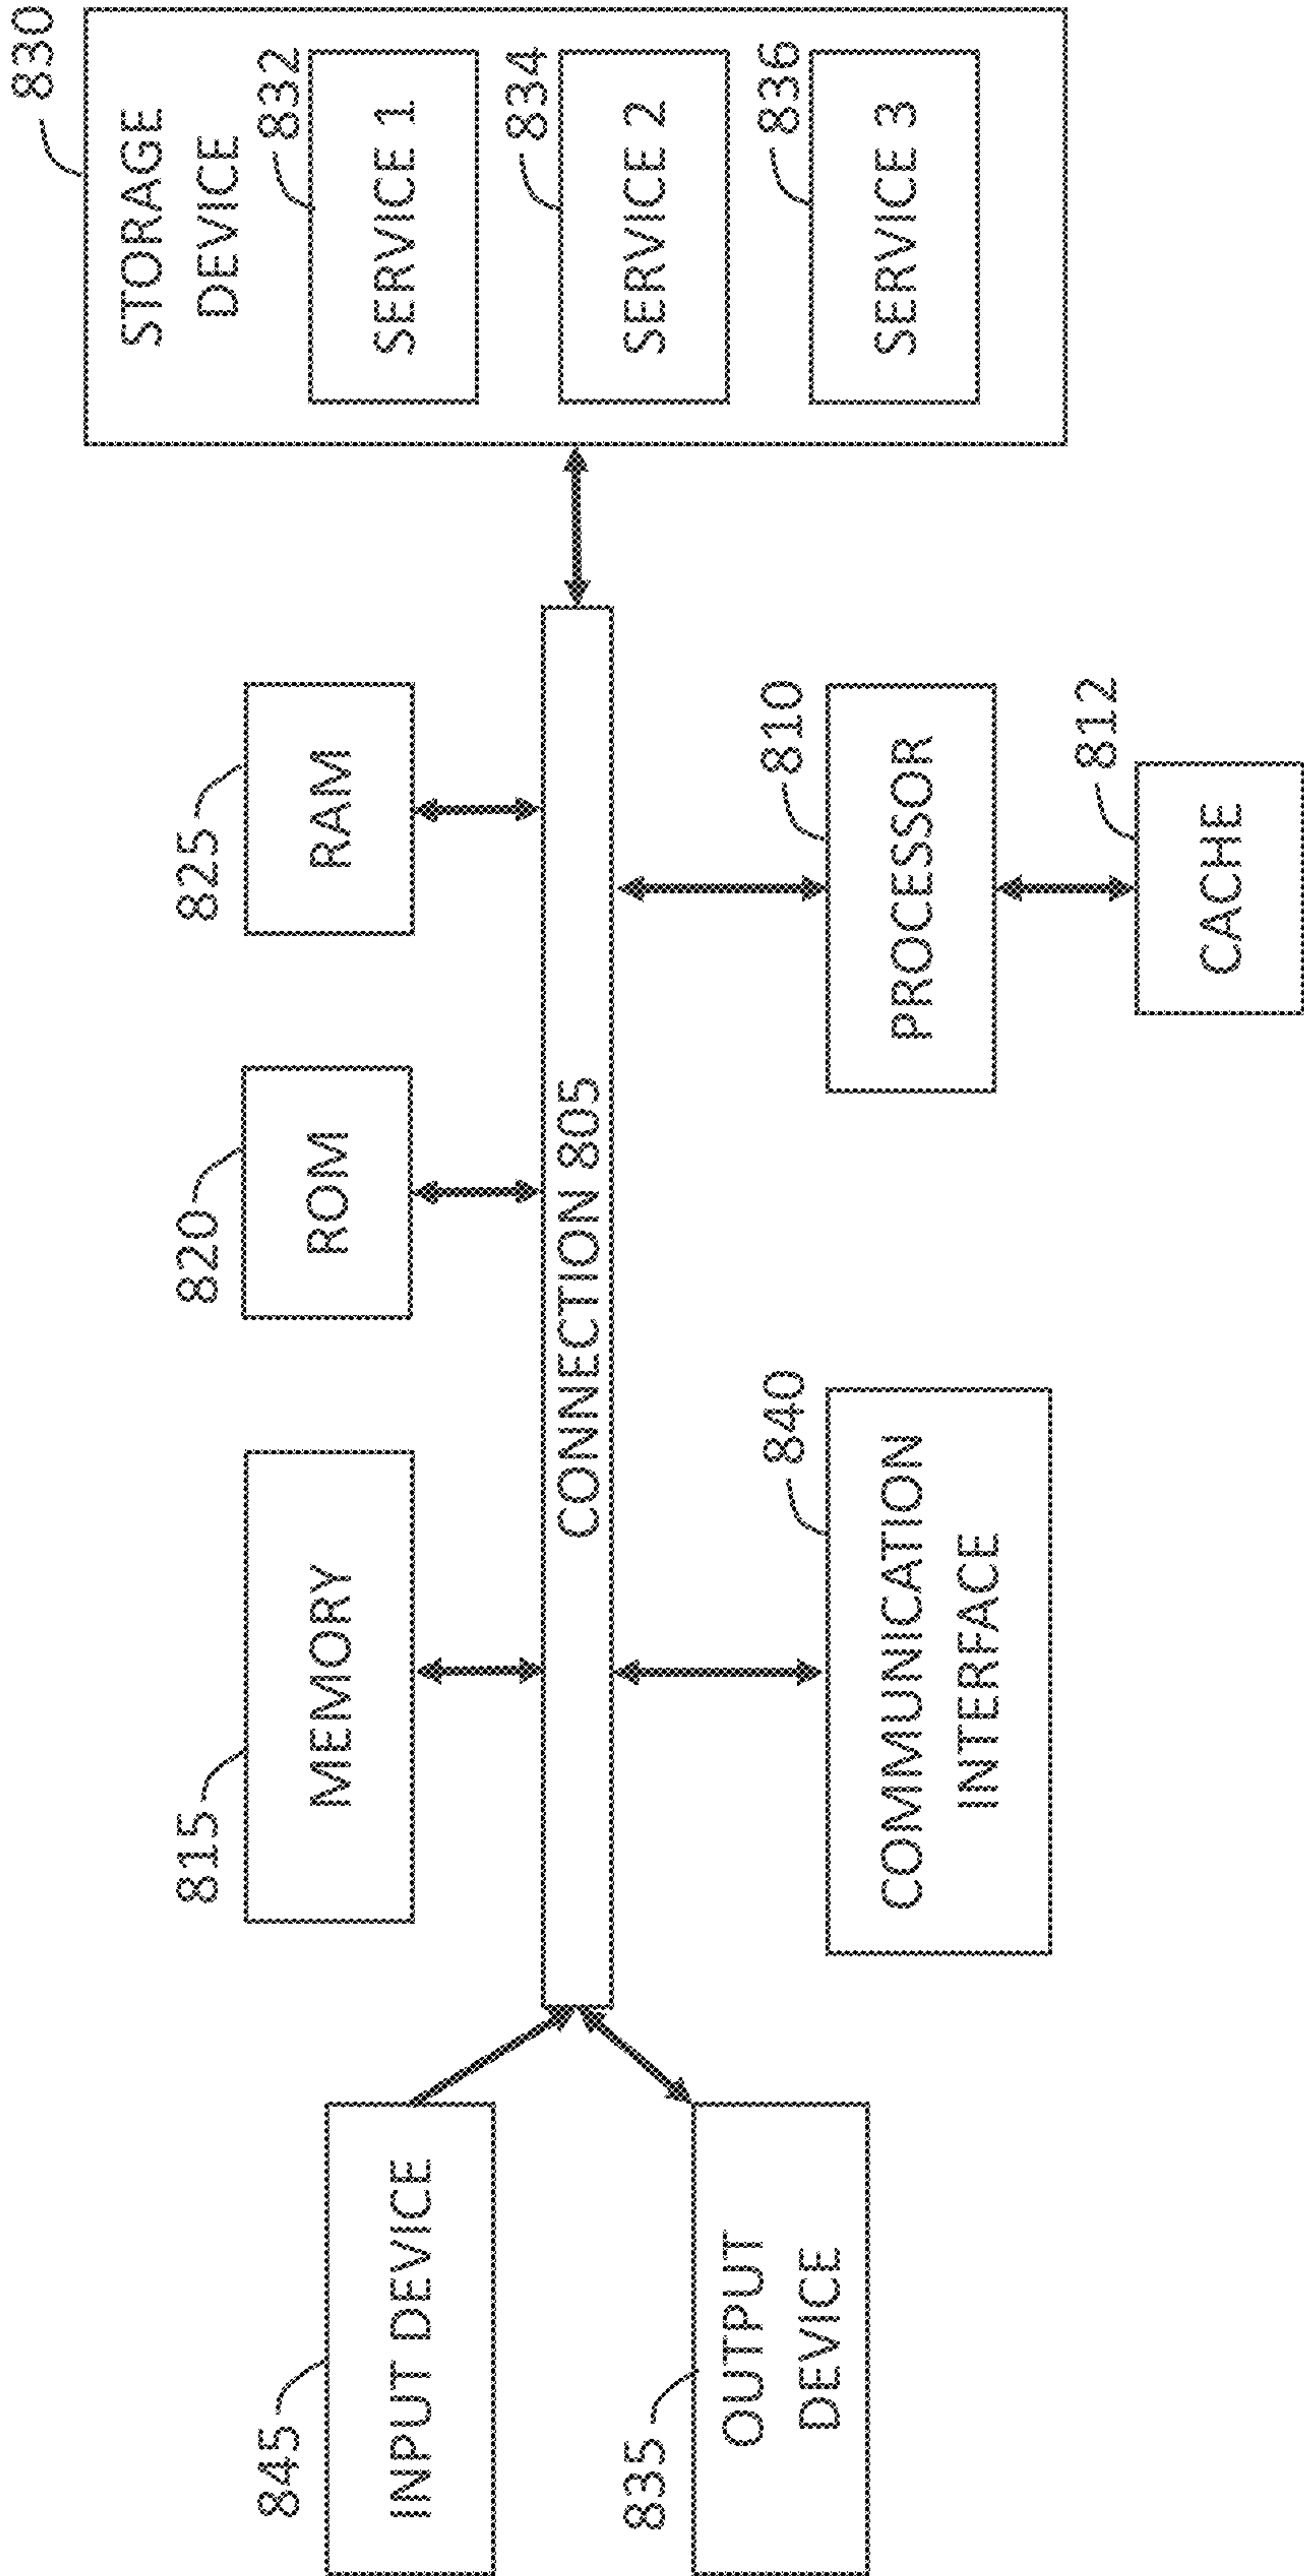 830
STORAGE
DEVICE
832
SERVICE 1
834
SERVICE 2
836
SERVICE 3
825
RAM
820
ROM
815
MEMORY
CONNECTION 805
845
INPUT DEVICE
835
OUTPUT
DEVICE
840
COMMUNICATION
INTERFACE
810
PROCESSOR
812
CACHE